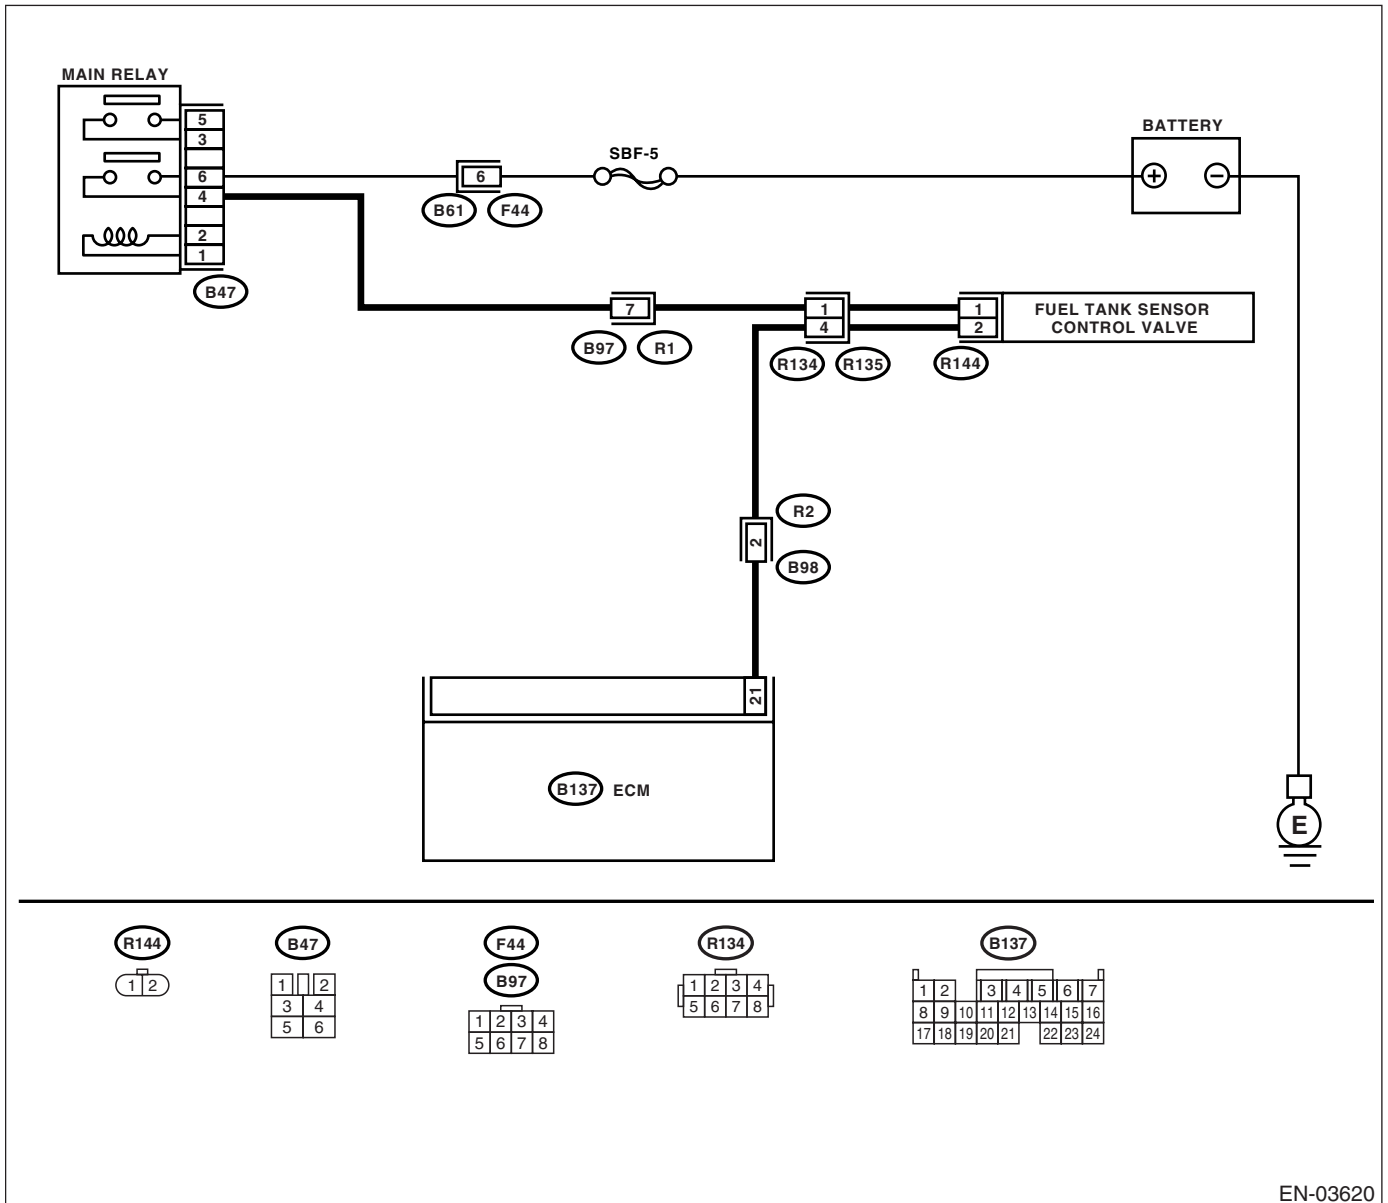 MAIN RELAY
5
3
6
4
2
1
B47
6
B61 F44
SBF-5
BATTERY
+ −
7
B97 R1
1
4
R134 R135
1
2
R144
FUEL TANK SENSOR
CONTROL VALVE
2
R2
B98
21
B137 ECM
E
R144
1 2
B47
1 2
3 4
5 6
F44
B97
1 2 3 4
5 6 7 8
R134
1 2 3 4
5 6 7 8
B137
1 2 3 4 5 6 7
8 9 10 11 12 13 14 15 16
17 18 19 20 21 22 23 24
EN-03620